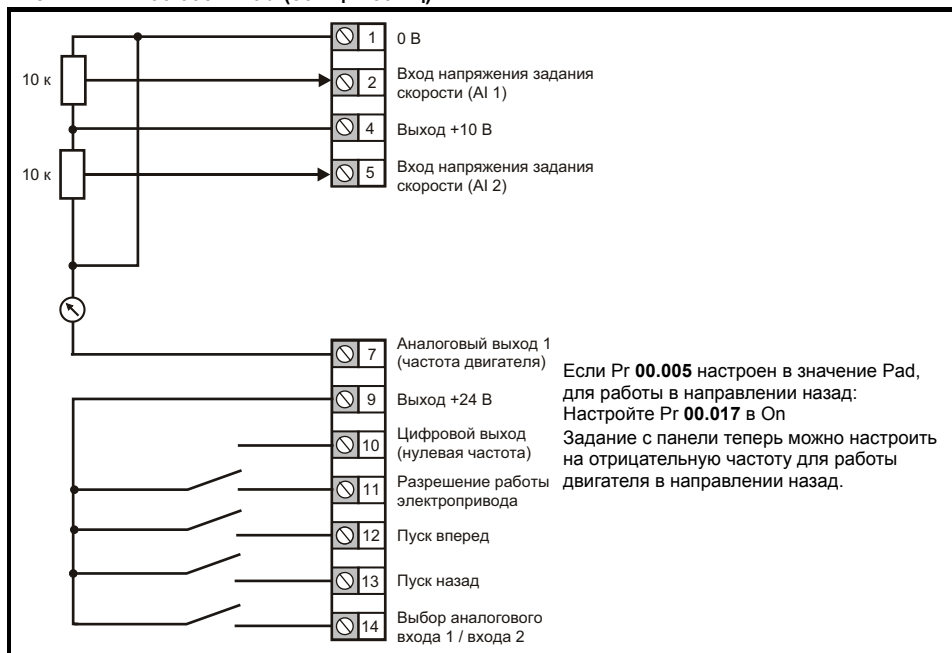 1 0 В
10 к
2 Вход напряжения задания
скорости (AI 1)
4 Выход +10 В
10 к
5 Вход напряжения задания
скорости (AI 2)
7 Аналоговый выход 1
(частота двигателя)
9 Выход +24 В
10 Цифровой выход
(нулевая частота)
11 Разрешение работы
электропривода
12 Пуск вперед
13 Пуск назад
14 Выбор аналогового
входа 1 / входа 2
Если Pr 00.005 настроен в значение Pad,
для работы в направлении назад:
Настройте Pr 00.017 в On
Задание с панели теперь можно настроить
на отрицательную частоту для работы
двигателя в направлении назад.